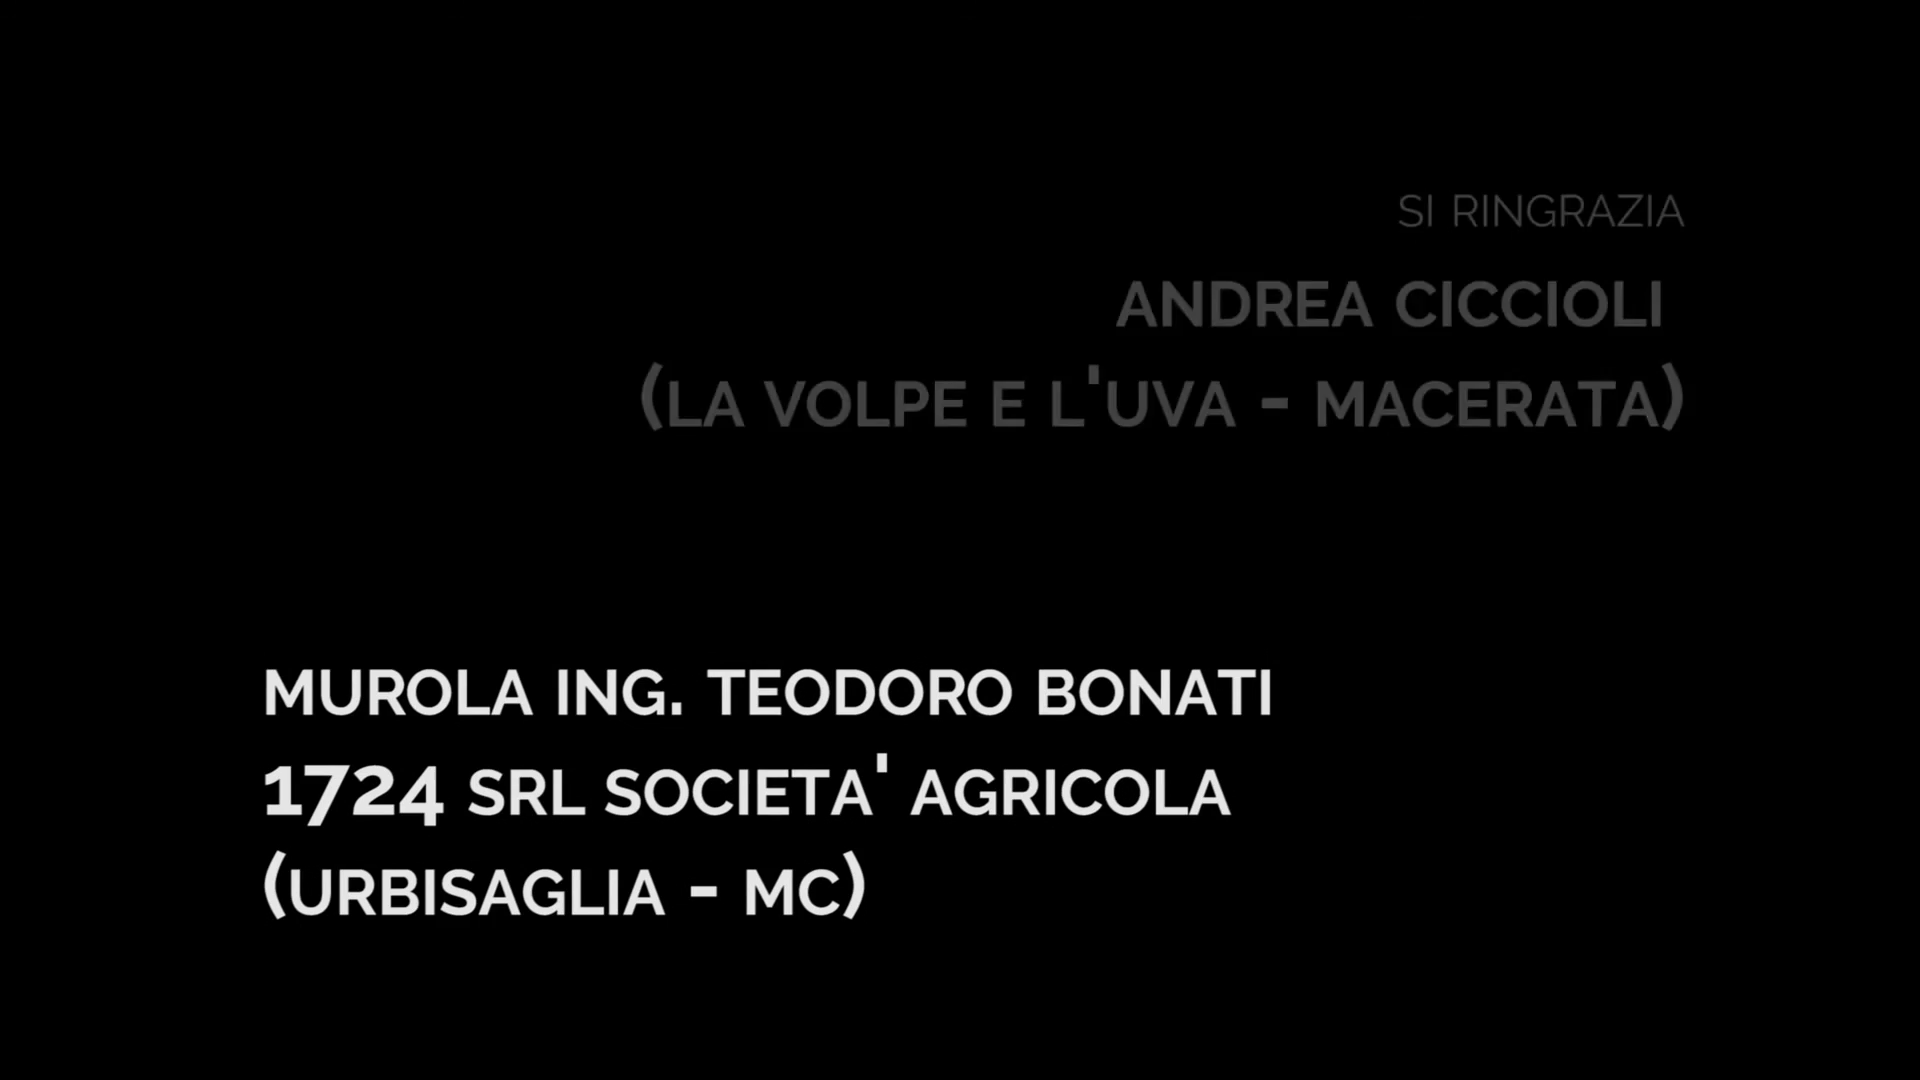 SI RINGRAZIA
ANDREA CICCIOLI
(LA VOLPE E L'UVA - MACERATA)
MUROLA ING. TEODORO BONATI
1724 SRL SOCIETA' AGRICOLA
(URBISAGLIA - MC)